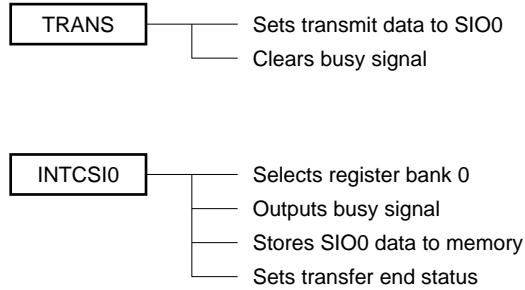 TRANS
Sets transmit data to SIO0
Clears busy signal
INTCSI0
Selects register bank 0
Outputs busy signal
Stores SIO0 data to memory
Sets transfer end status